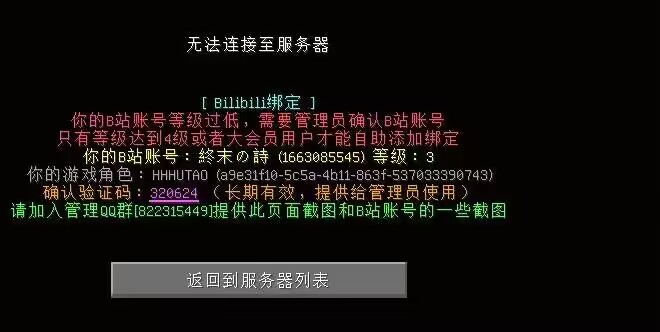 无法连接至服务器
[ Bilibili绑定 ]
你的B站账号等级过低，需要管理员确认B站账号
只有等级达到4级或者大会员用户才能自助添加绑定
你的B站账号：終末の詩 (1663085545) 等级：3
你的游戏角色：HHHUTAO (a9e31f10-5c5a-4b11-863f-537033390743)
确认验证码：320624 （长期有效，提供给管理员使用）
请加入管理QQ群[822315449]提供此页面截图和B站账号的一些截图
返回到服务器列表